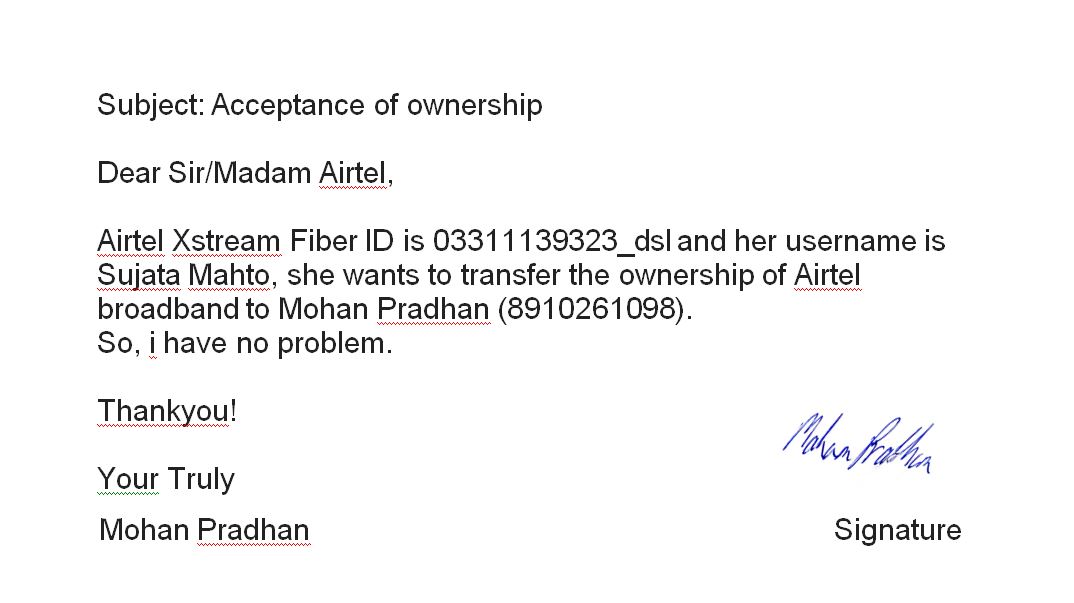 Subject: Acceptance of ownership
Dear Sir/Madam Airtel,
Airtel Xstream Fiber ID is 03311139323_dsl and her username is
Sujata Mahto, she wants to transfer the ownership of Airtel
broadband to Mohan Pradhan (8910261098).
So, i have no problem.
Thankyou!
Mohan Pradhan
Your Truly
Mohan Pradhan Signature